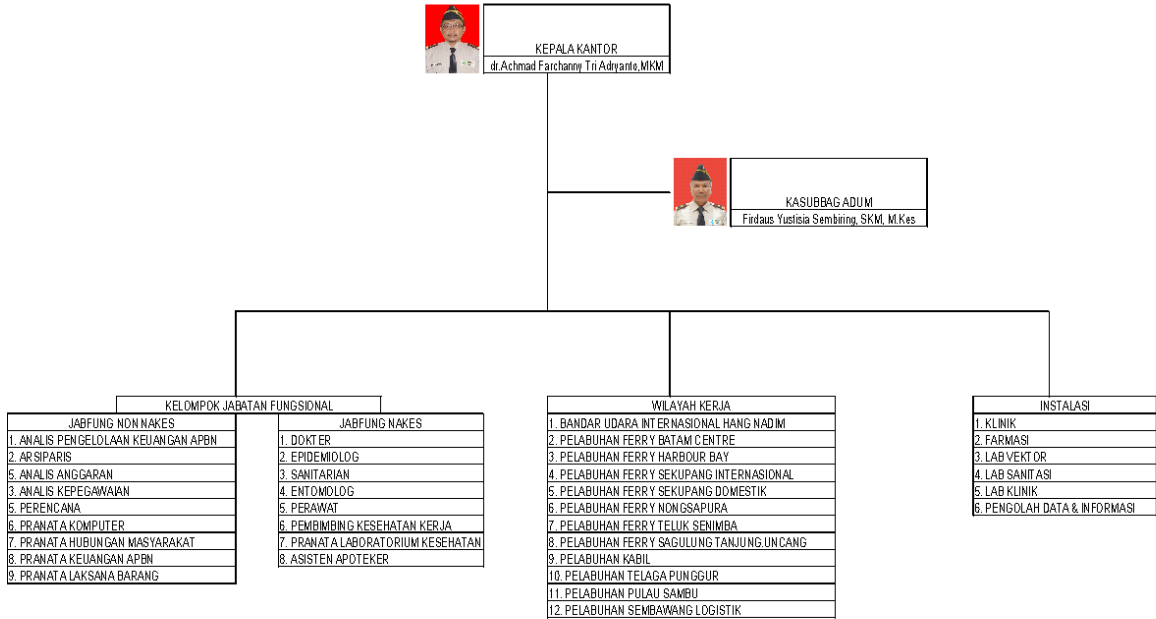 KEPALA KANTOR
dr.Achmad Farchanny Tri Adryanto,MKM
KASUBBAG ADUM
Firdaus Yustisia Sembiring, SKM, M.Kes
KELOMPOK JABATAN FUNGSIONAL
JABFUNG NON NAKES
1. ANALIS PENGELOLAAN KEUANGAN APBN
2. ARSIPARIS
5. ANALIS ANGGARAN
3. ANALIS KEPEGAWAIAN
5. PERENCANA
6. PRANATA KOMPUTER
7. PRANATA HUBUNGAN MASYARAKAT
8. PRANATA KEUANGAN APBN
9. PRANATA LAKSANA BARANG
JABFUNG NAKES
1. DOKTER
2. EPIDEMIOLOG
3. SANITARIAN
4. ENTOMOLOG
5. PERAWAT
6. PEMBIMBING KESEHATAN KERJA
7. PRANATA LABORATORIUM KESEHATAN
8. ASISTEN APOTEKER
WILAYAH KERJA
1. BANDAR UDARA INTERNASIONAL HANG NADIM
2. PELABUHAN FERRY BATAM CENTRE
3. PELABUHAN FERRY HARBOUR BAY
4. PELABUHAN FERRY SEKUPANG INTERNASIONAL
5. PELABUHAN FERRY SEKUPANG DOMESTIK
6. PELABUHAN FERRY NONGSAPURA
7. PELABUHAN FERRY TELUK SENIMBA
8. PELABUHAN FERRY SAGULUNG TANJUNG.UNCANG
9. PELABUHAN KABIL
10. PELABUHAN TELAGA PUNGGUR
11. PELABUHAN PULAU SAMBU
12. PELABUHAN SEMBAWANG LOGISTIK
INSTALASI
1. KLINIK
2. FARMASI
3. LAB VEKTOR
4. LAB SANITASI
5. LAB KLINIK
6. PENGOLAH DATA & INFORMASI